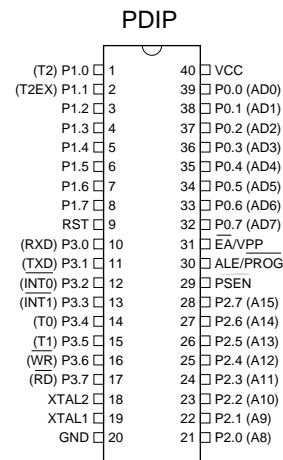 PDIP
(T2) P1.0 1 40 VCC
(T2EX) P1.1 2 39 P0.0 (AD0)
P1.2 3 38 P0.1 (AD1)
P1.3 4 37 P0.2 (AD2)
P1.4 5 36 P0.3 (AD3)
P1.5 6 35 P0.4 (AD4)
P1.6 7 34 P0.5 (AD5)
P1.7 8 33 P0.6 (AD6)
RST 9 32 P0.7 (AD7)
(RXD) P3.0 10 31 E̅A̅/VPP
(TXD) P3.1 11 30 ALE/P̅R̅O̅G̅
(I̅N̅T̅0̅) P3.2 12 29 P̅S̅E̅N̅
(I̅N̅T̅1̅) P3.3 13 28 P2.7 (A15)
(T0) P3.4 14 27 P2.6 (A14)
(T1) P3.5 15 26 P2.5 (A13)
(W̅R̅) P3.6 16 25 P2.4 (A12)
(R̅D̅) P3.7 17 24 P2.3 (A11)
XTAL2 18 23 P2.2 (A10)
XTAL1 19 22 P2.1 (A9)
GND 20 21 P2.0 (A8)